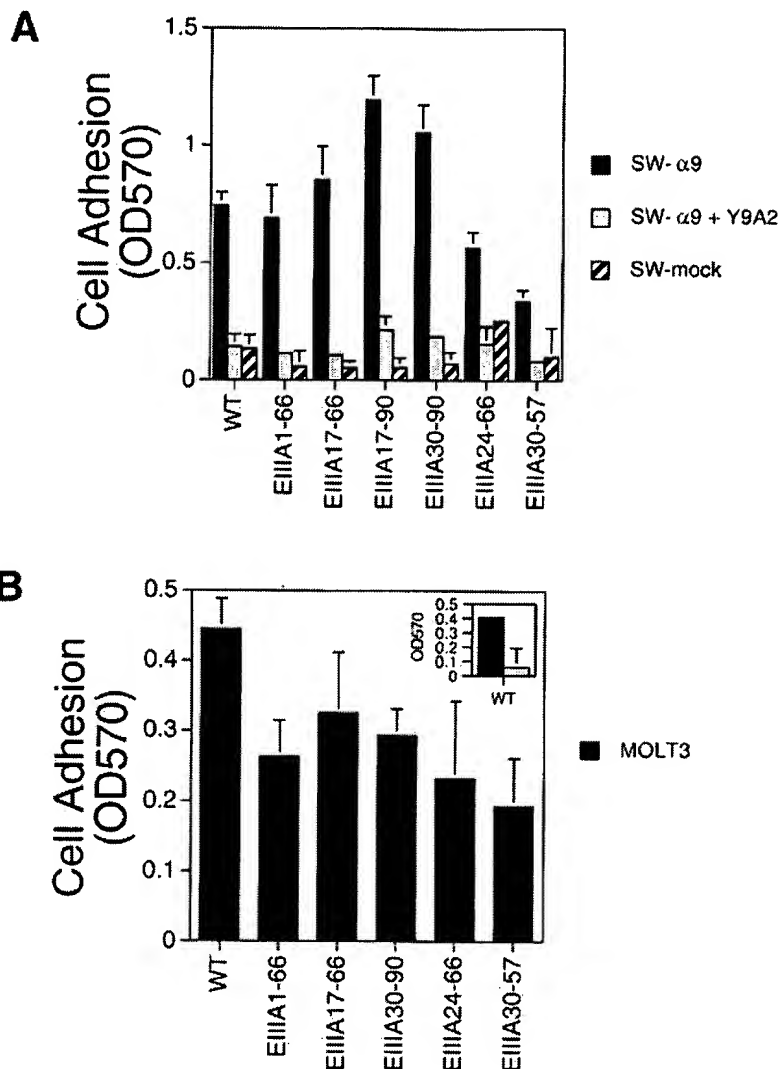 A
Cell Adhesion
(OD570)
1.5
1
0.5
0
WT
EIIIA1-66
EIIIA17-66
EIIIA17-90
EIIIA30-90
EIIIA24-66
EIIIA30-57
SW- α9
SW- α9 + Y9A2
SW-mock
B
Cell Adhesion
(OD570)
0.5
0.4
0.3
0.2
0.1
0
OD570
0.5
0.4
0.3
0.2
0.1
0
WT
WT
EIIIA1-66
EIIIA17-66
EIIIA30-90
EIIIA24-66
EIIIA30-57
MOLT3